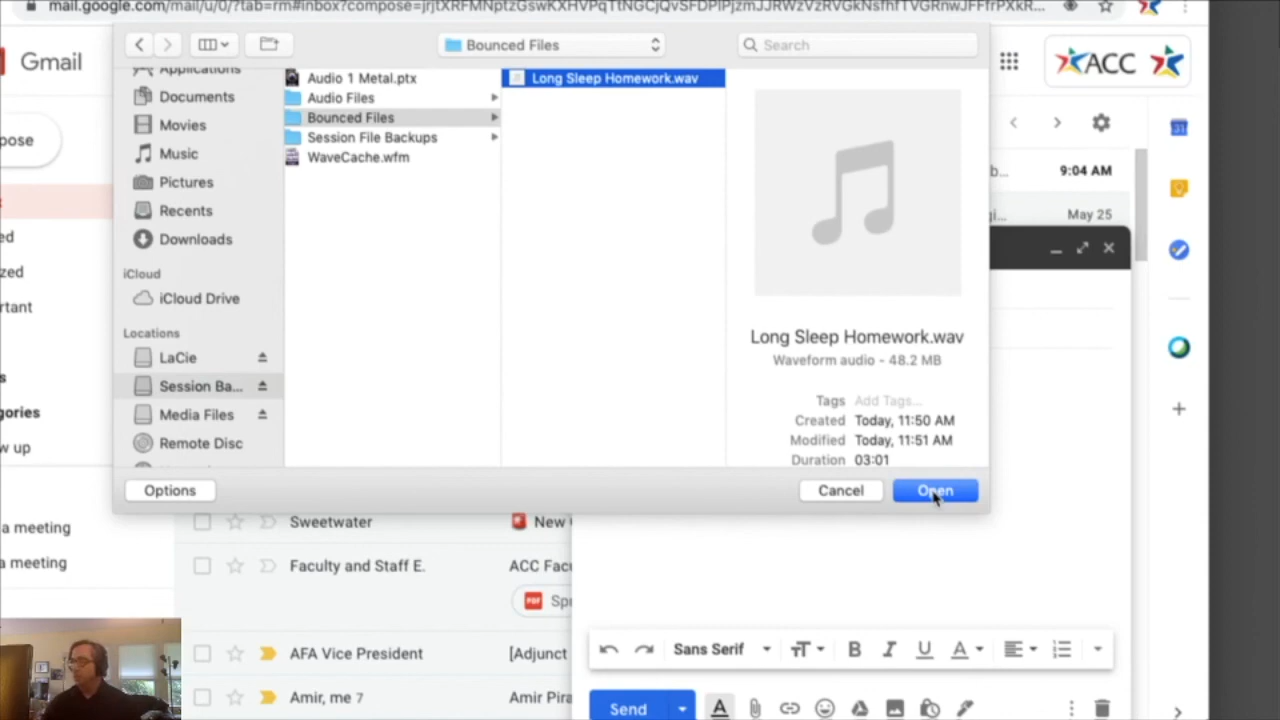 mail.google.com/mail/u/0/?tab=rm#inbox?compose=
Bounced Files
Search
Gmail
ACC
Applications
Documents
Movies
Music
Pictures
Recents
Downloads
iCloud
iCloud Drive
Locations
LaCie
Session Ba...
Media Files
Remote Disc
Audio 1 Metal.ptx
Audio Files
Bounced Files
Session File Backups
WaveCache.wfm
Long Sleep Homework.wav
Long Sleep Homework.wav
Waveform audio - 48.2 MB
Tags Add Tags...
Created Today, 11:50 AM
Modified Today, 11:51 AM
Duration 03:01
Options
Cancel
Open
pose
9:04 AM
May 25
31
ed
zed
rtant
s
gories
w up
a meeting
a meeting
Sweetwater
New
Faculty and Staff E.
ACC Facu
PDF Spr
AFA Vice President
[Adjunct
Amir, me 7
Amir Pira
Sans Serif
B I U A
Send
A